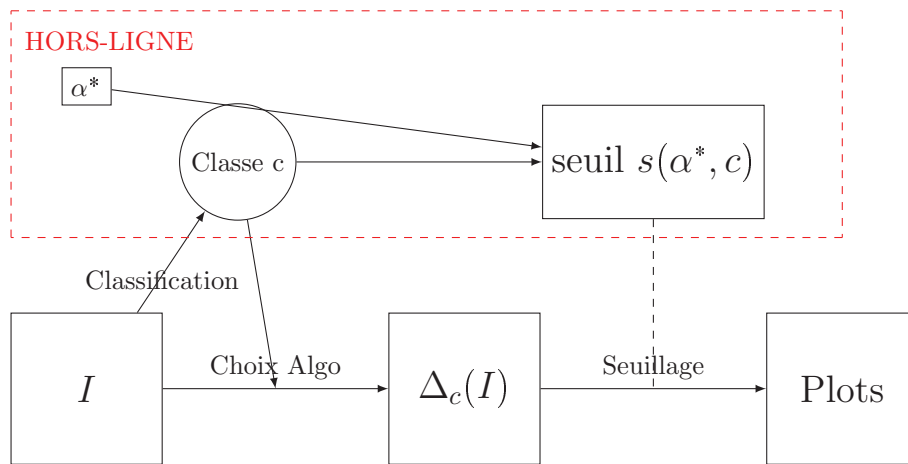 HORS-LIGNE
α*
Classe c
seuil s(α*, c)
Classification
I
Choix Algo
Δc(I)
Seuillage
Plots